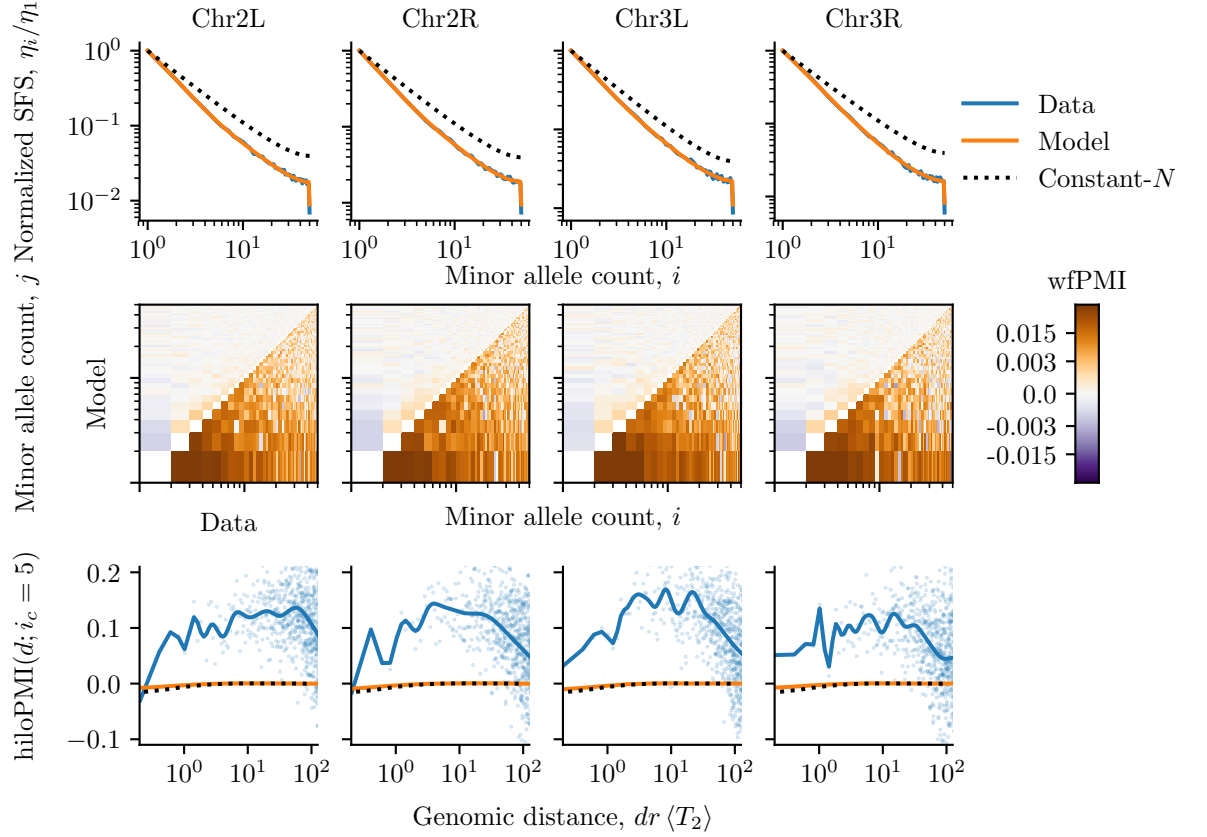 Chr2L
Chr2R
Chr3L
Chr3R
Normalized SFS, η_i/η_1
10^0
10^-1
10^-2
10^0
10^1
10^0
10^1
10^0
10^1
10^0
10^1
Minor allele count, i
Data
Model
Constant-N
Minor allele count, j
Model
Minor allele count, i
Data
wfPMI
0.015
0.003
0.0
-0.003
-0.015
hiloPMI(d; i_c = 5)
0.2
0.1
0.0
−0.1
10^0
10^1
10^2
10^0
10^1
10^2
10^0
10^1
10^2
10^0
10^1
10^2
Genomic distance, dr ⟨T_2⟩